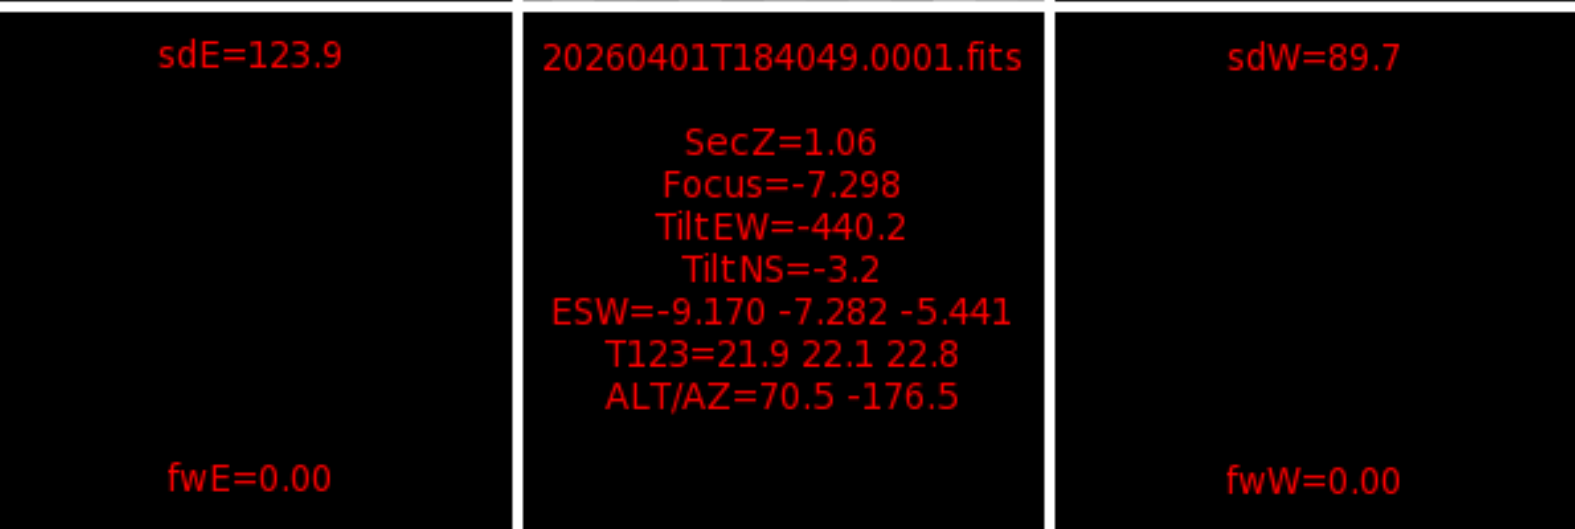 sdE=123.9
20260401T184049.0001.fits
sdW=89.7
SecZ=1.06
Focus=-7.298
TiltEW=-440.2
TiltNS=-3.2
ESW=-9.170 -7.282 -5.441
T123=21.9 22.1 22.8
ALT/AZ=70.5 -176.5
fwE=0.00
fwW=0.00